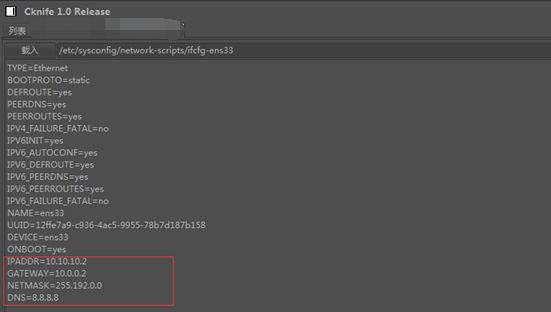 Cknife 1.0 Release
列表
载入 /etc/sysconfig/network-scripts/ifcfg-ens33
TYPE=Ethernet
BOOTPROTO=static
DEFROUTE=yes
PEERDNS=yes
PEERROUTES=yes
IPV4_FAILURE_FATAL=no
IPV6INIT=yes
IPV6_AUTOCONF=yes
IPV6_DEFROUTE=yes
IPV6_PEERDNS=yes
IPV6_PEERROUTES=yes
IPV6_FAILURE_FATAL=no
NAME=ens33
UUID=12ffe7a9-c936-4ac5-9955-78b7d187b158
DEVICE=ens33
ONBOOT=yes
IPADDR=10.10.10.2
GATEWAY=10.0.0.2
NETMASK=255.192.0.0
DNS=8.8.8.8